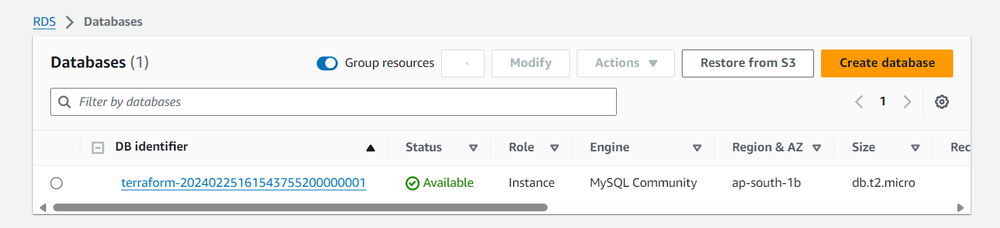 RDS > Databases
Databases (1) Group resources Modify Actions Restore from S3 Create database
Filter by databases 1
DB identifier Status Role Engine Region & AZ Size Rec
terraform-20240225161543755200000001 Available Instance MySQL Community ap-south-1b db.t2.micro